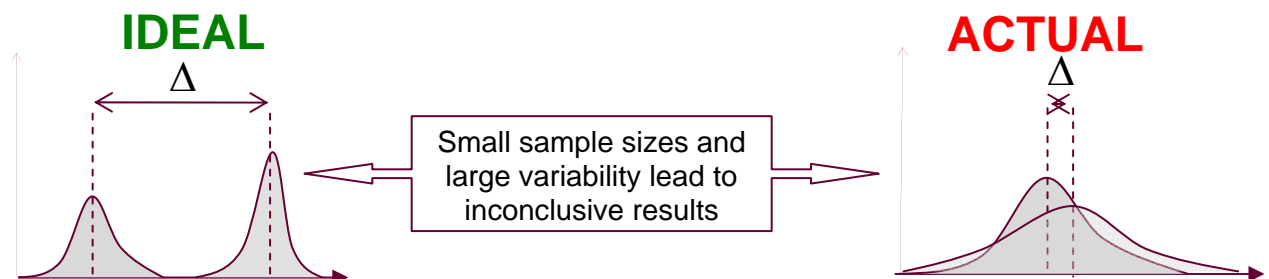 IDEAL
Δ
Small sample sizes and
large variability lead to
inconclusive results
ACTUAL
Δ